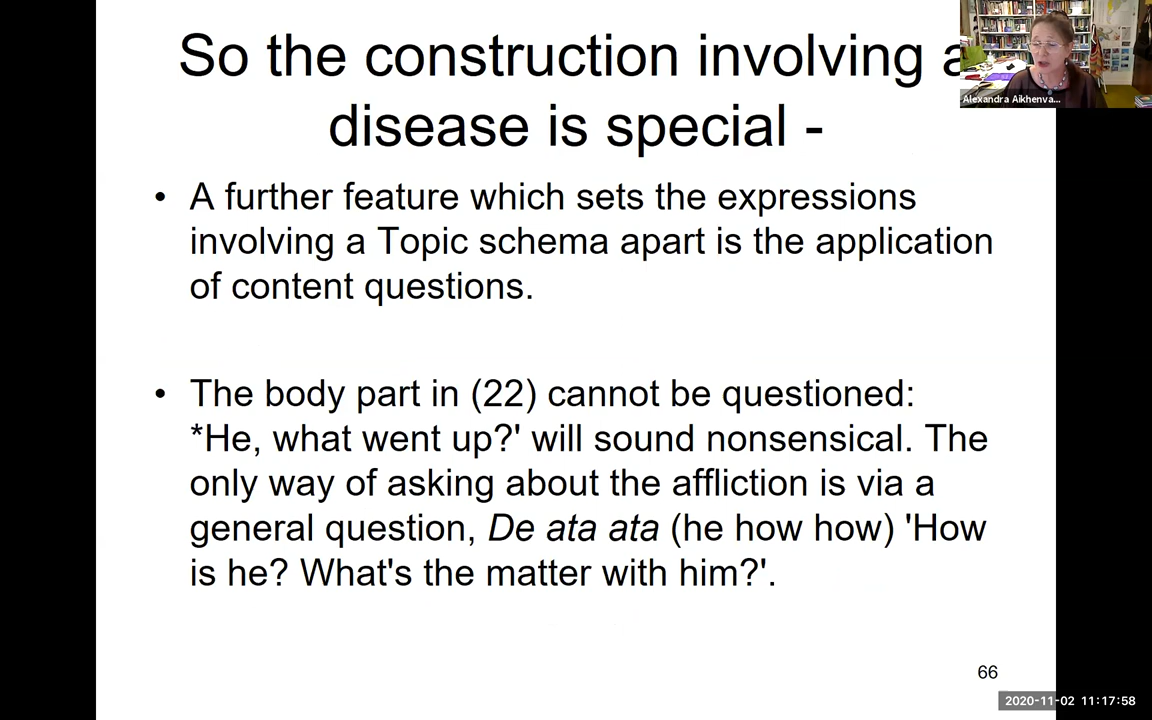 So the construction involving a
disease is special -
• A further feature which sets the expressions
involving a Topic schema apart is the application
of content questions.
• The body part in (22) cannot be questioned:
*He, what went up?' will sound nonsensical. The
only way of asking about the affliction is via a
general question, De ata ata (he how how) 'How
is he? What's the matter with him?'.
66
Alexandra Aikhenva...
2020-11-02 11:17:58